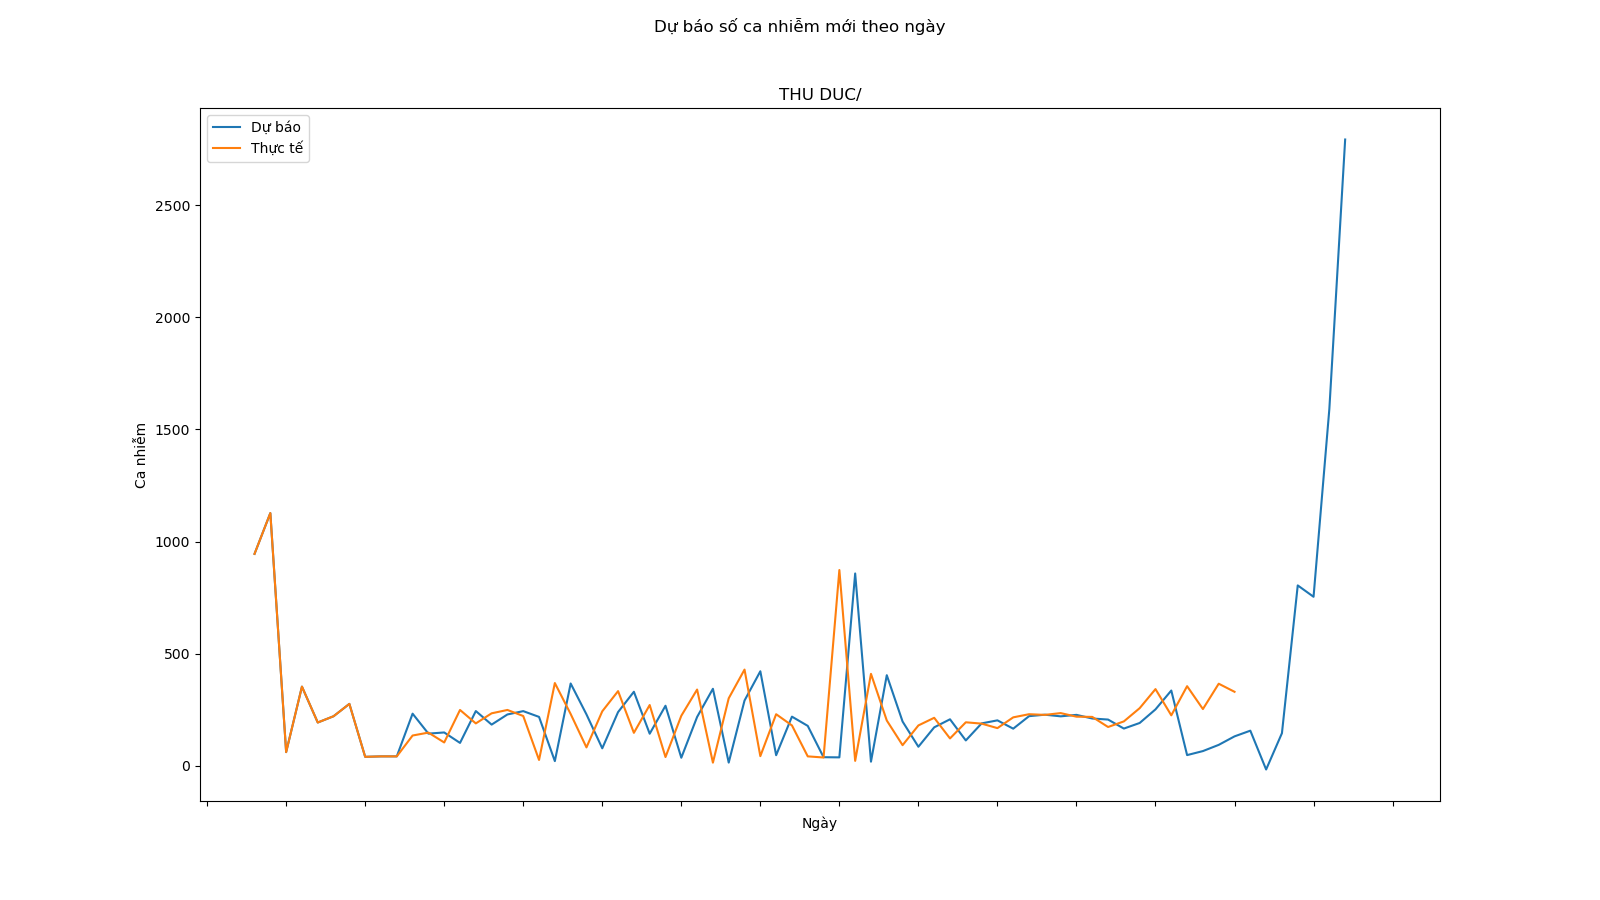 Dự báo số ca nhiễm mới theo ngày
THU DUC/
Dự báo
Thực tế
2500
2000
1500
1000
500
0
Ca nhiễm
Ngày